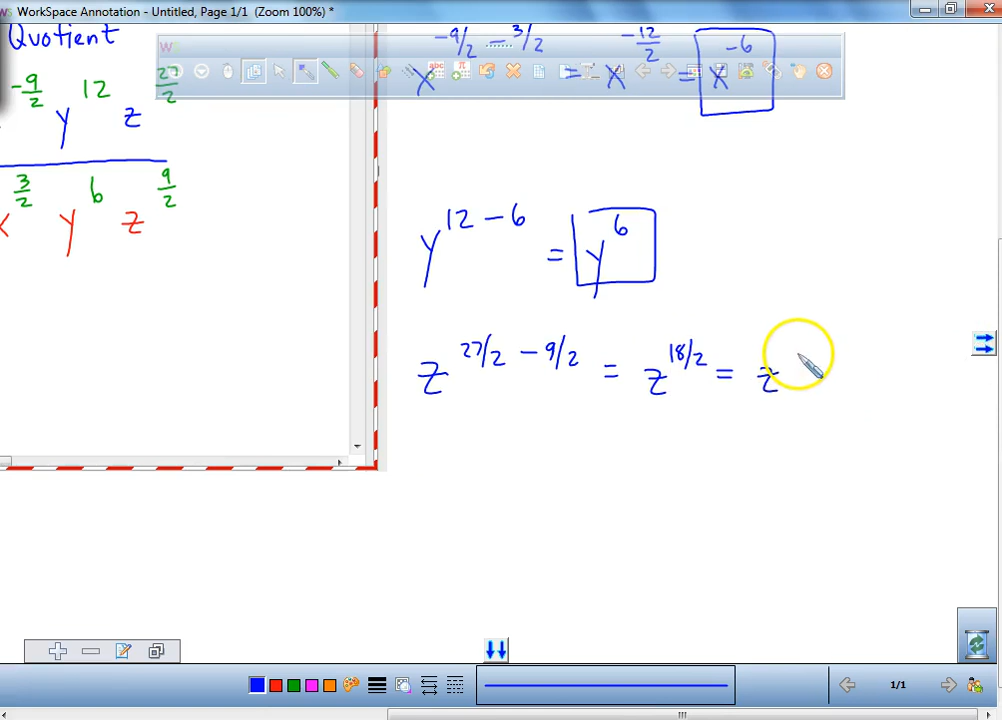 WorkSpace Annotation - Untitled, Page 1/1 (Zoom 100%) *
Quotient
-9/2 12 27/2
y z
3/2 6 9/2
x y z
x^(-9/2 - 3/2) = x^(-12/2) = x^(-6)
y^(12 - 6) = y^6
z^(27/2 - 9/2) = z^(18/2) = z
1/1